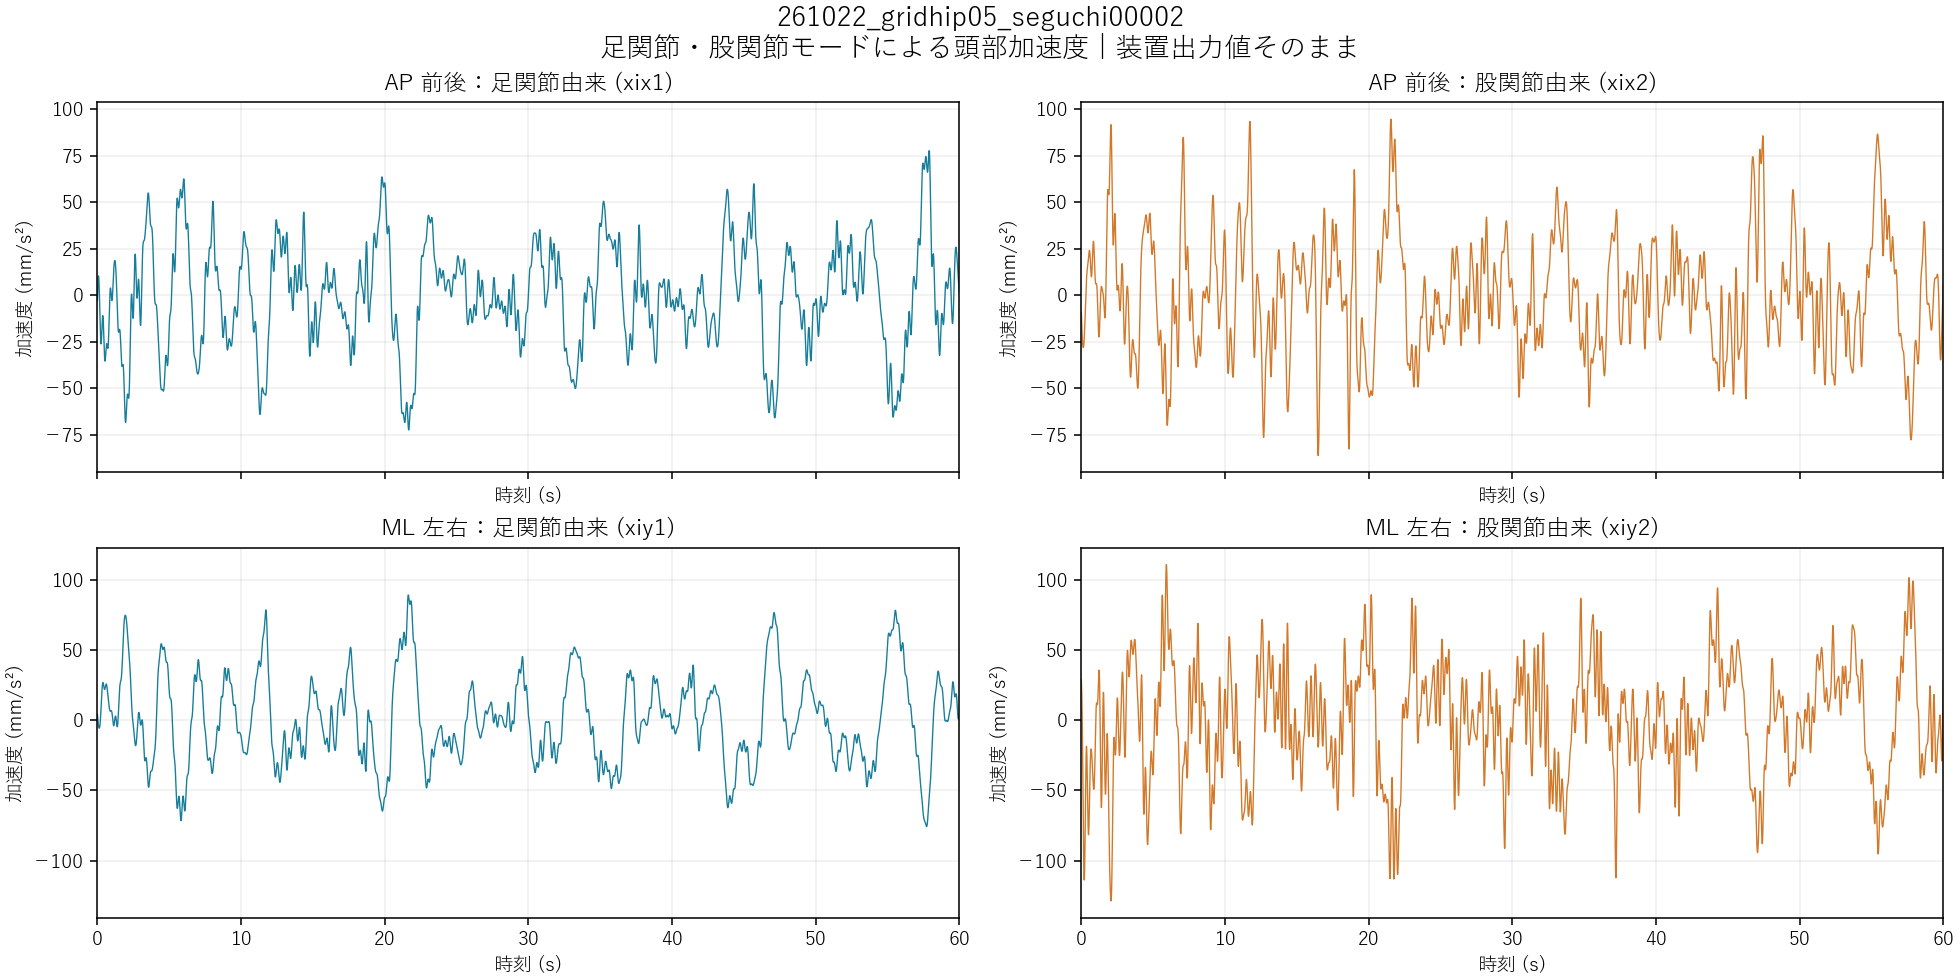 261022_gridhip05_seguchi00002
足関節・股関節モードによる頭部加速度 | 装置出力値そのまま
AP 前後：足関節由来 (xix1)
加速度 (mm/s²)
100
75
50
25
0
−25
−50
−75
時刻 (s)
AP 前後：股関節由来 (xix2)
加速度 (mm/s²)
100
75
50
25
0
−25
−50
−75
時刻 (s)
ML 左右：足関節由来 (xiy1)
加速度 (mm/s²)
100
50
0
−50
−100
0 10 20 30 40 50 60
時刻 (s)
ML 左右：股関節由来 (xiy2)
加速度 (mm/s²)
100
50
0
−50
−100
0 10 20 30 40 50 60
時刻 (s)